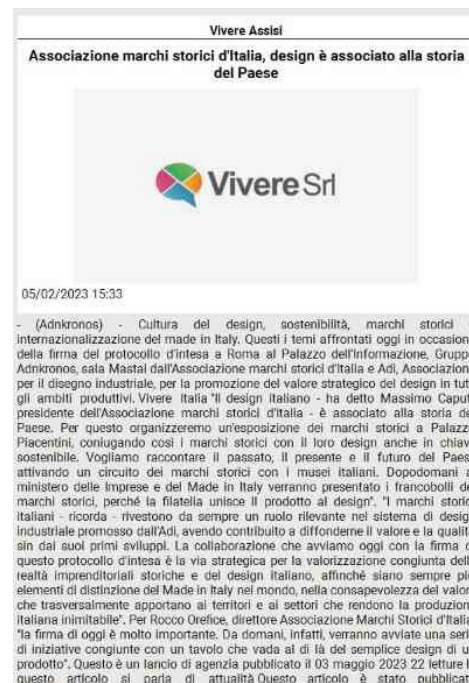 Vivere Assisi
Associazione marchi storici d'Italia, design è associato alla storia
del Paese
Vivere Srl
05/02/2023 15:33
- (Adnkronos) - Cultura del design, sostenibilità, marchi storici
internazionalizzazione del made in Italy. Questi i temi affrontati oggi in occasion
della firma del protocollo d'intesa a Roma al Palazzo dell'Informazione, Grupp
Adnkronos, sala Mastai dall'Associazione marchi storici d'Italia e Adi, Association
per il disegno industriale, per la promozione del valore strategico del design in tut
gli ambiti produttivi. Vivere Italia "Il design italiano - ha detto Massimo Caput
presidente dell'Associazione marchi storici d'Italia - è associato alla storia de
Paese. Per questo organizzeremo un'esposizione dei marchi storici a Palazz
Piacentini, coniugando così i marchi storici con il loro design anche in chiav
sostenibile. Vogliamo raccontare il passato, il presente e il futuro del Paes
attivando un circuito dei marchi storici con i musei italiani. Dopodomani a
ministero delle Imprese e del Made in Italy verranno presentato i francobolli de
marchi storici, perché la filatelia unisce il prodotto al design". "I marchi storic
italiani - ricorda - rivestono da sempre un ruolo rilevante nel sistema di desig
industriale promosso dall'Adi, avendo contribuito a diffonderne il valore e la qualit
sin dai suoi primi sviluppi. La collaborazione che avviamo oggi con la firma d
questo protocollo d'intesa è la via strategica per la valorizzazione congiunta dell
realtà imprenditoriali storiche e del design italiano, affinché siano sempre pi
elementi di distinzione del Made in Italy nel mondo, nella consapevolezza del valor
che trasversalmente apportano ai territori e ai settori che rendono la produzion
italiana inimitabile". Per Rocco Orefice, direttore Associazione Marchi Storici d'Italia
"la firma di oggi è molto importante. Da domani, infatti, verranno avviate una seri
di iniziative congiunte con un tavolo che vada al di là del semplice design di u
prodotto". Questo è un lancio di agenzia pubblicato il 03 maggio 2023 22 letture I
questo articolo si parla di attualità Questo articolo è stato pubblicat